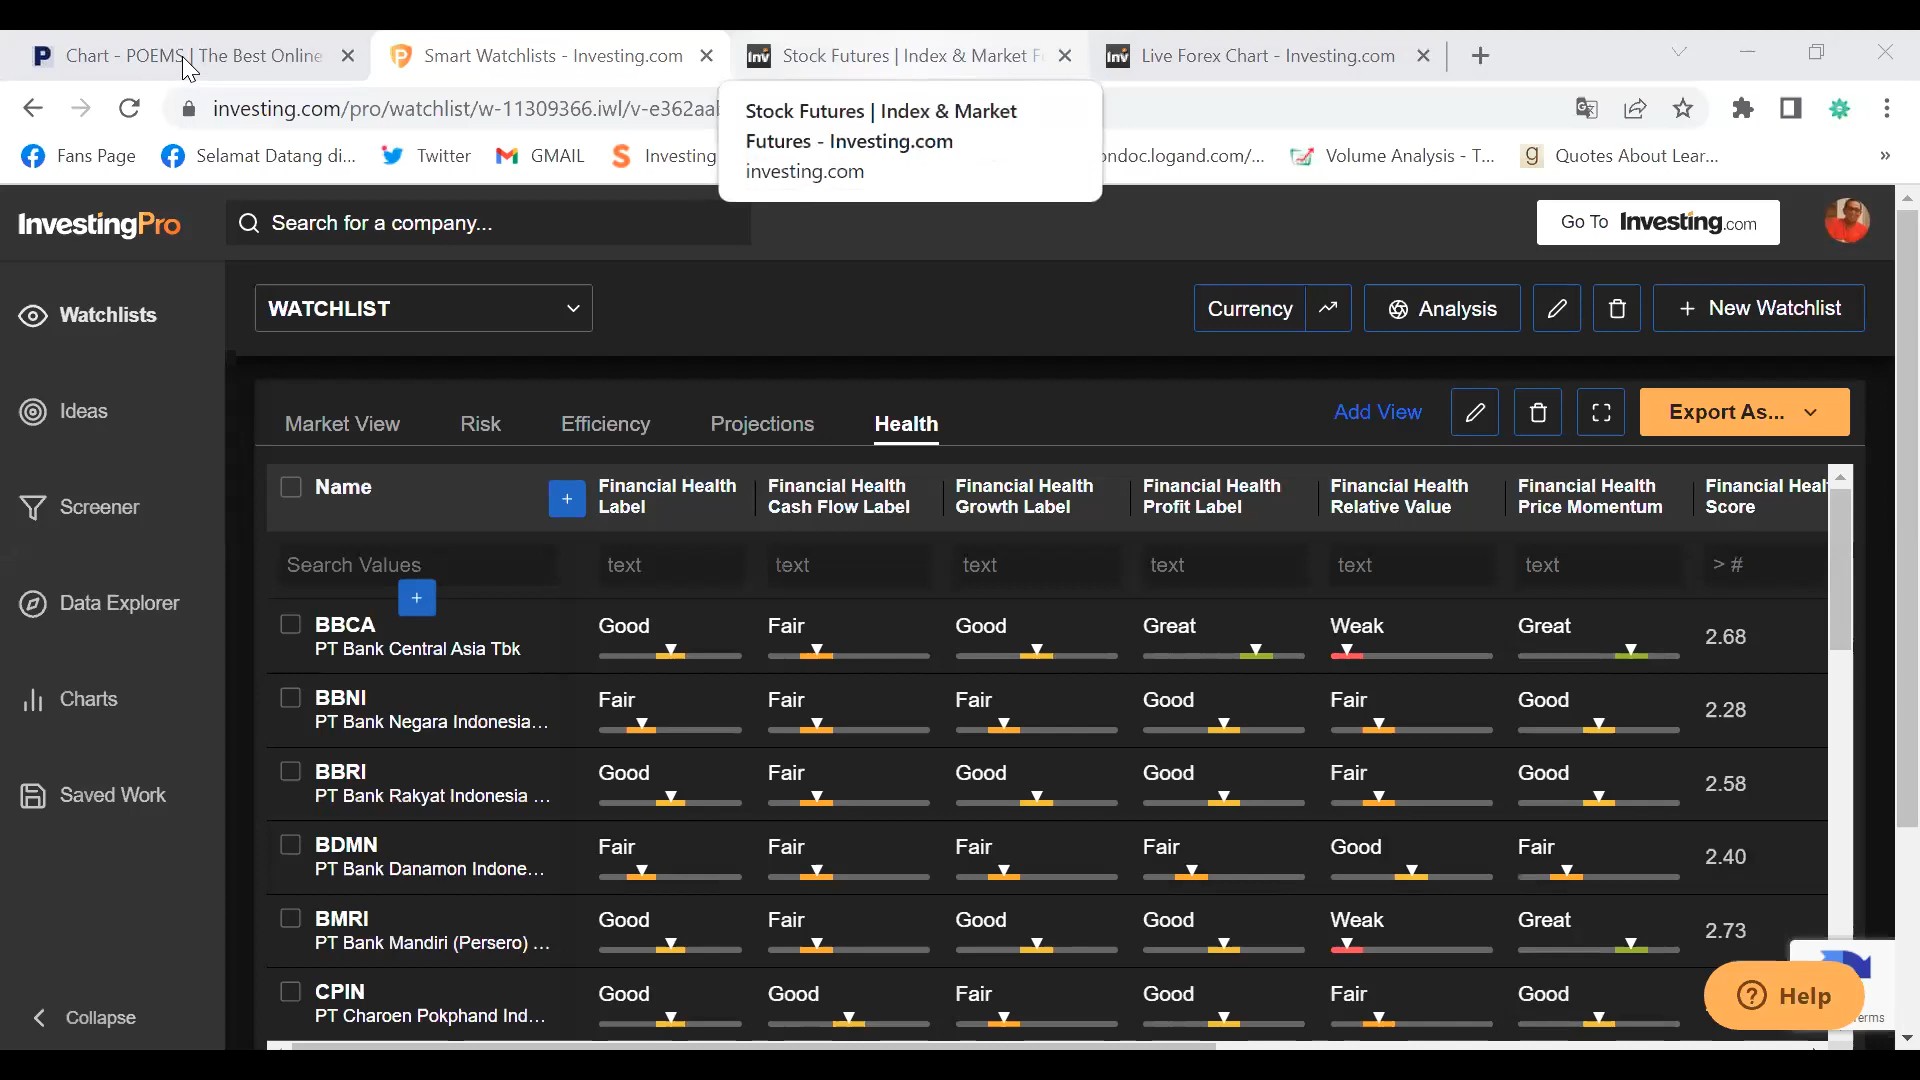 Chart - POEMS | The Best Online
Smart Watchlists - Investing.com
Stock Futures | Index & Market F
Live Forex Chart - Investing.com
investing.com/pro/watchlist/w-11309366.iwl/v-e362aa
Stock Futures | Index & Market
Futures - Investing.com
investing.com
Fans Page
Selamat Datang di...
Twitter
GMAIL
Investing
ondoc.logand.com/...
Volume Analysis - T...
Quotes About Lear...
InvestingPro
Search for a company...
Go To Investing.com
Watchlists
Ideas
Screener
Data Explorer
Charts
Saved Work
Collapse
WATCHLIST
Currency
Analysis
+ New Watchlist
Market View
Risk
Efficiency
Projections
Health
Add View
Export As...
Name
+
Financial Health
Label
Financial Health
Cash Flow Label
Financial Health
Growth Label
Financial Health
Profit Label
Financial Health
Relative Value
Financial Health
Price Momentum
Financial Healt
Score
Search Values
text
text
text
text
text
text
> #
+
BBCA
PT Bank Central Asia Tbk
Good
Fair
Good
Great
Weak
Great
2.68
BBNI
PT Bank Negara Indonesia...
Fair
Fair
Fair
Good
Fair
Good
2.28
BBRI
PT Bank Rakyat Indonesia ...
Good
Fair
Good
Good
Fair
Good
2.58
BDMN
PT Bank Danamon Indone...
Fair
Fair
Fair
Fair
Good
Fair
2.40
BMRI
PT Bank Mandiri (Persero) ...
Good
Fair
Good
Good
Weak
Great
2.73
CPIN
PT Charoen Pokphand Ind...
Good
Good
Fair
Good
Fair
Good
Help
erms